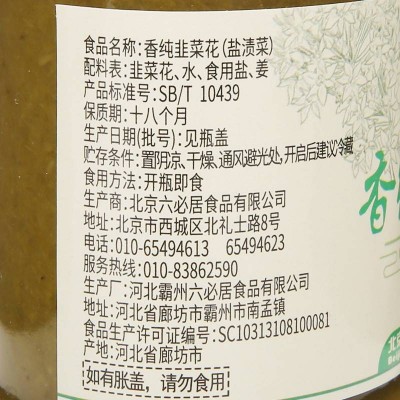 食品名称：香纯韭菜花（盐渍菜）
配料表：韭菜花、水、食用盐、姜
产品标准号：SB/T 10439
保质期：十八个月
生产日期（批号）：见瓶盖
贮存条件：置阴凉、干燥、通风避光处，开启后建议冷藏
食用方法：开瓶即食
生产商：北京六必居食品有限公司
地址：北京市西城区北礼士路8号
电话：010-65494613 65494623
服务热线：010-83862590
生产厂：河北霸州六必居食品有限公司
地址：河北省廊坊市霸州市南孟镇
食品生产许可证编号：SC10313108100081
产地：河北省廊坊市
如有胀盖，请勿食用
香